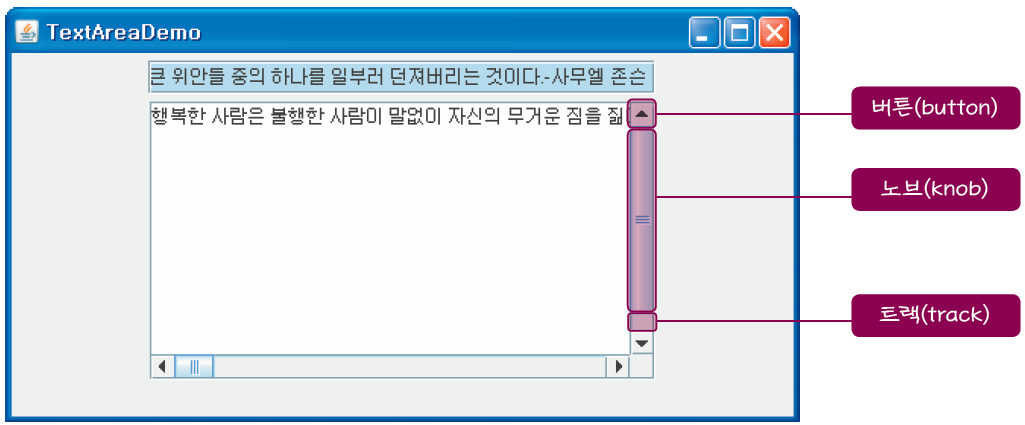 TextAreaDemo
큰 위안들 중의 하나를 일부러 던져버리는 것이다.-사무엘 존슨
행복한 사람은 불행한 사람이 말없이 자신의 무거운 짐을 짊
버튼(button)
노브(knob)
트랙(track)